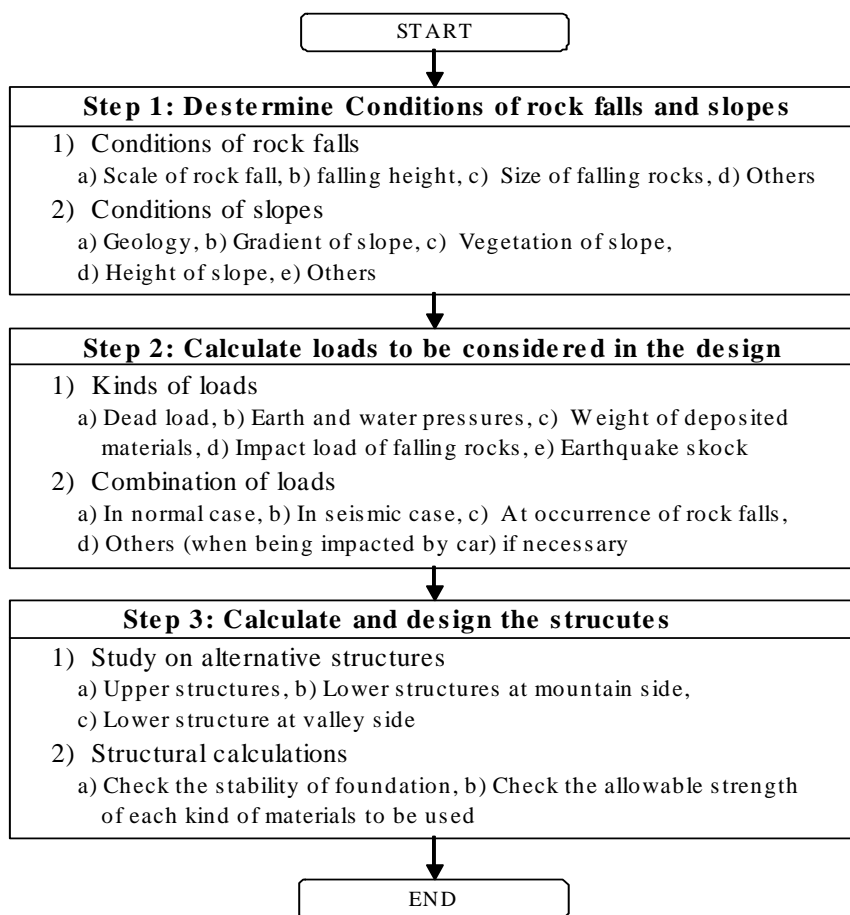 START
Step 1: Destermine Conditions of rock falls and slopes
1) Conditions of rock falls
a) Scale of rock fall, b) falling height, c) Size of falling rocks, d) Others
2) Conditions of slopes
a) Geology, b) Gradient of slope, c) Vegetation of slope,
d) Height of slope, e) Others
Step 2: Calculate loads to be considered in the design
1) Kinds of loads
a) Dead load, b) Earth and water pressures, c) Weight of deposited
materials, d) Impact load of falling rocks, e) Earthquake skock
2) Combination of loads
a) In normal case, b) In seismic case, c) At occurrence of rock falls,
d) Others (when being impacted by car) if necessary
Step 3: Calculate and design the strucutes
1) Study on alternative structures
a) Upper structures, b) Lower structures at mountain side,
c) Lower structure at valley side
2) Structural calculations
a) Check the stability of foundation, b) Check the allowable strength
of each kind of materials to be used
END